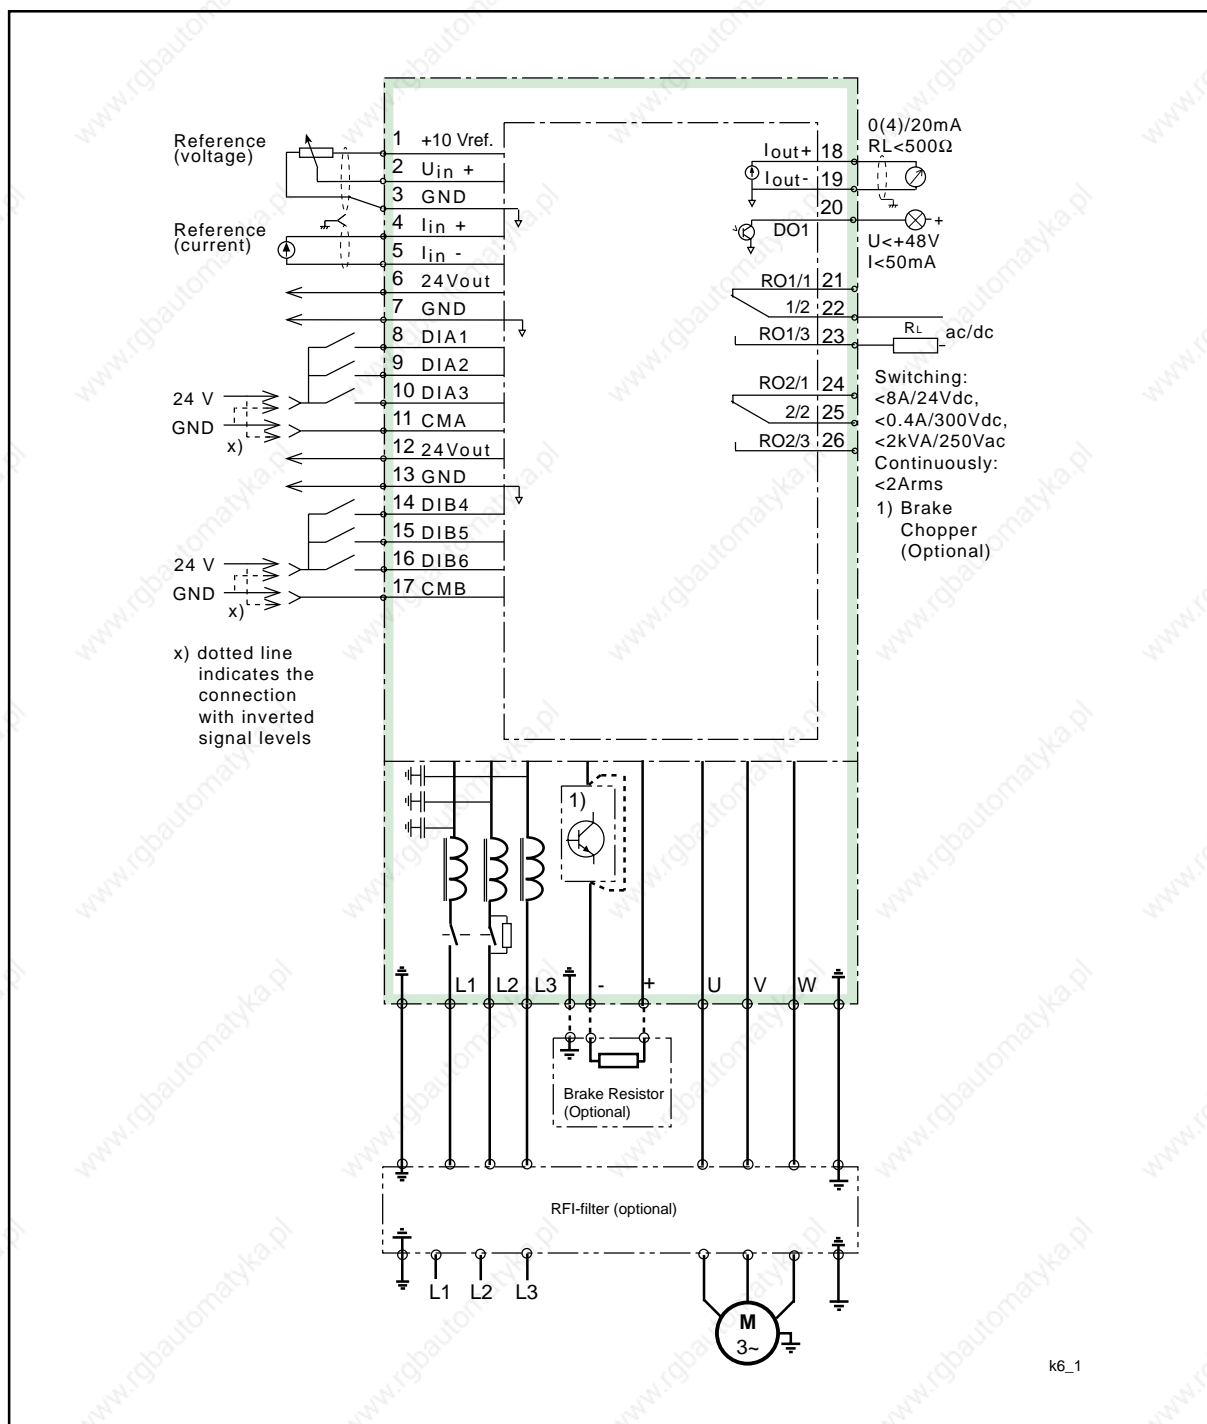 Reference
(voltage)
Reference
(current)
1 +10 Vref.
2 Uin +
3 GND
4 Iin +
5 Iin -
6 24Vout
7 GND
8 DIA1
9 DIA2
10 DIA3
11 CMA
12 24Vout
13 GND
14 DIB4
15 DIB5
16 DIB6
17 CMB
24 V
GND
x)
24 V
GND
x)
x) dotted line
indicates the
connection
with inverted
signal levels
Iout+ 18
Iout- 19
20
DO1
RO1/1 21
1/2 22
RO1/3 23
RO2/1 24
2/2 25
RO2/3 26
0(4)/20mA
RL<500Ω
+
U<+48V
I<50mA
RL
ac/dc
Switching:
<8A/24Vdc,
<0.4A/300Vdc,
<2kVA/250Vac
Continuously:
<2Arms
1) Brake
Chopper
(Optional)
1)
L1 L2 L3 - + U V W
Brake Resistor
(Optional)
RFI-filter (optional)
L1 L2 L3
M
3~
k6_1
www.rgbautomatyka.pl